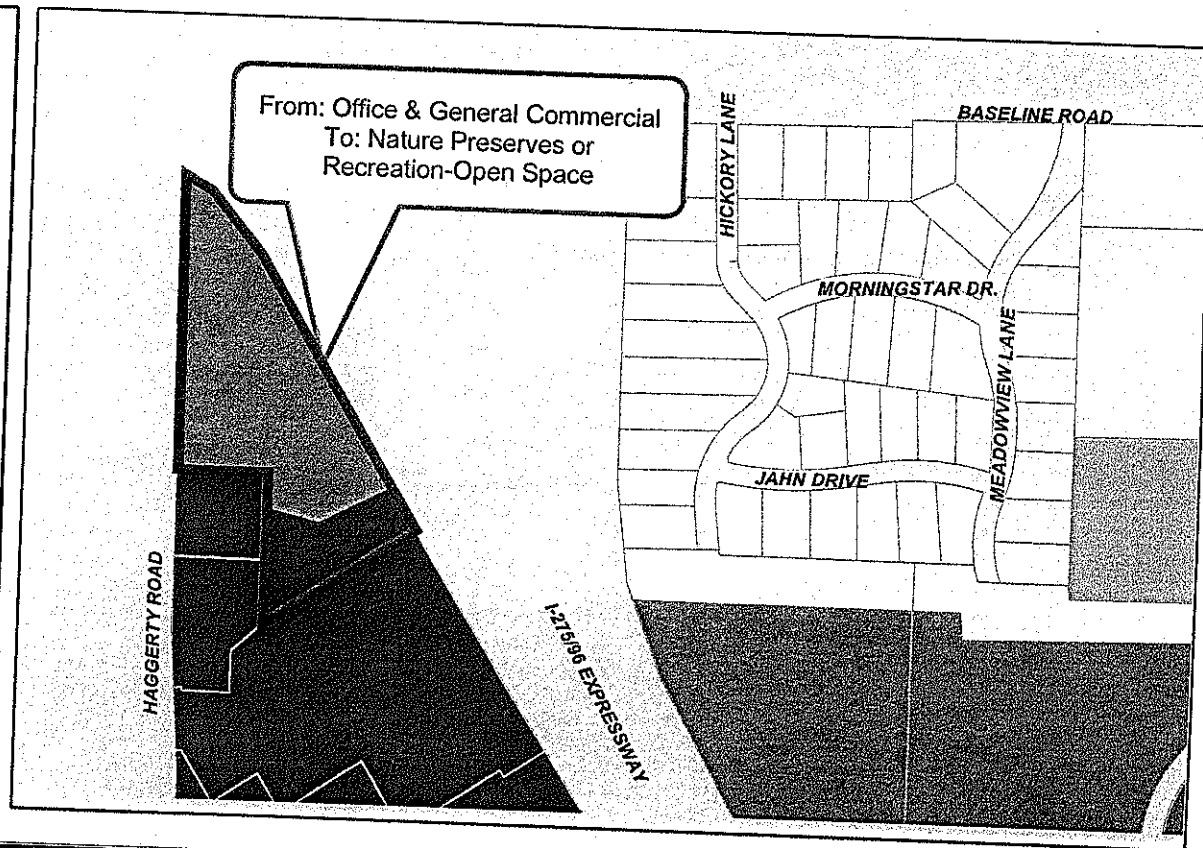 From: Office & General Commercial
To: Nature Preserves or
Recreation-Open Space
HICKORY LANE
BASELINE ROAD
MORNINGSTAR DR.
MEADOWVIEW LANE
JAHN DRIVE
HAGGERTY ROAD
I-275/96 EXPRESSWAY